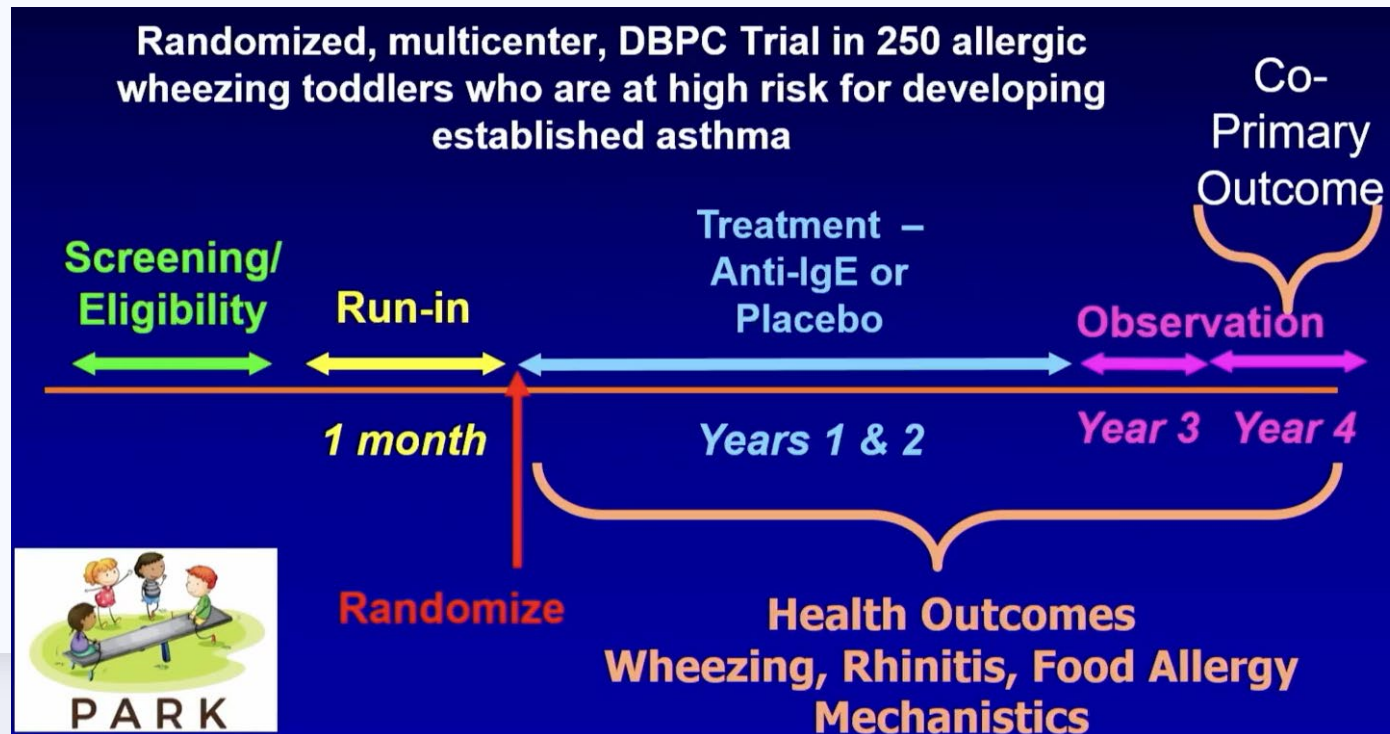 Randomized, multicenter, DBPC Trial in 250 allergic
wheezing toddlers who are at high risk for developing
established asthma
Co-
Primary
Outcome
Screening/
Eligibility
Run-in
Treatment –
Anti-IgE or
Placebo
Observation
1 month
Years 1 & 2
Year 3
Year 4
Randomize
Health Outcomes
Wheezing, Rhinitis, Food Allergy
Mechanistics
PARK